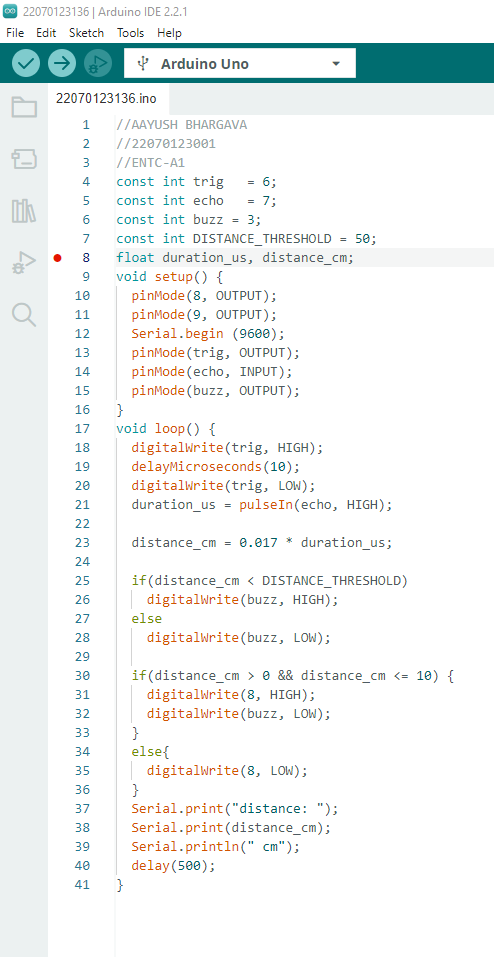 22070123136 | Arduino IDE 2.2.1
File Edit Sketch Tools Help
Arduino Uno
22070123136.ino
1 //AAYUSH BHARGAVA
2 //22070123001
3 //ENTC-A1
4 const int trig   = 6;
5 const int echo   = 7;
6 const int buzz = 3;
7 const int DISTANCE_THRESHOLD = 50;
8 float duration_us, distance_cm;
9 void setup() {
10   pinMode(8, OUTPUT);
11   pinMode(9, OUTPUT);
12   Serial.begin (9600);
13   pinMode(trig, OUTPUT);
14   pinMode(echo, INPUT);
15   pinMode(buzz, OUTPUT);
16 }
17 void loop() {
18   digitalWrite(trig, HIGH);
19   delayMicroseconds(10);
20   digitalWrite(trig, LOW);
21   duration_us = pulseIn(echo, HIGH);
22
23   distance_cm = 0.017 * duration_us;
24
25   if(distance_cm < DISTANCE_THRESHOLD)
26     digitalWrite(buzz, HIGH);
27   else
28     digitalWrite(buzz, LOW);
29
30   if(distance_cm > 0 && distance_cm <= 10) {
31     digitalWrite(8, HIGH);
32     digitalWrite(buzz, LOW);
33   }
34   else{
35     digitalWrite(8, LOW);
36   }
37   Serial.print("distance: ");
38   Serial.print(distance_cm);
39   Serial.println(" cm");
40   delay(500);
41 }